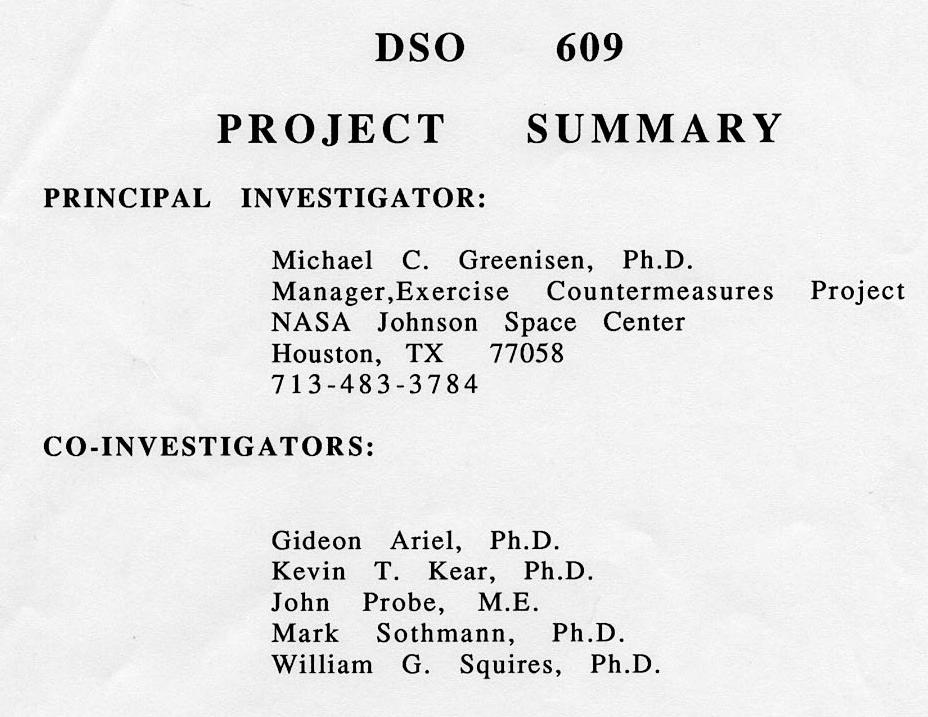 DSO 609
PROJECT SUMMARY
PRINCIPAL INVESTIGATOR:
Michael C. Greenisen, Ph.D.
Manager,Exercise Countermeasures Project
NASA Johnson Space Center
Houston, TX 77058
713-483-3784
CO-INVESTIGATORS:
Gideon Ariel, Ph.D.
Kevin T. Kear, Ph.D.
John Probe, M.E.
Mark Sothmann, Ph.D.
William G. Squires, Ph.D.